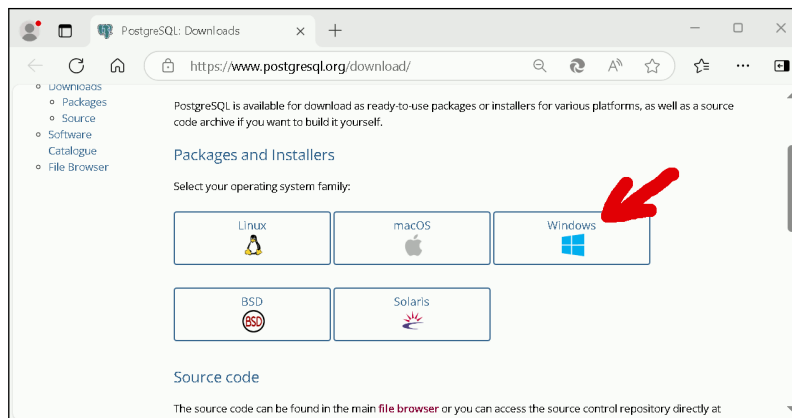 PostgreSQL: Downloads
https://www.postgresql.org/download/
Downloads
Packages
Source
Software
Catalogue
File Browser
PostgreSQL is available for download as ready-to-use packages or installers for various platforms, as well as a source
code archive if you want to build it yourself.
Packages and Installers
Select your operating system family:
Linux
macOS
Windows
BSD
BSD
Solaris
Source code
The source code can be found in the main file browser or you can access the source control repository directly at